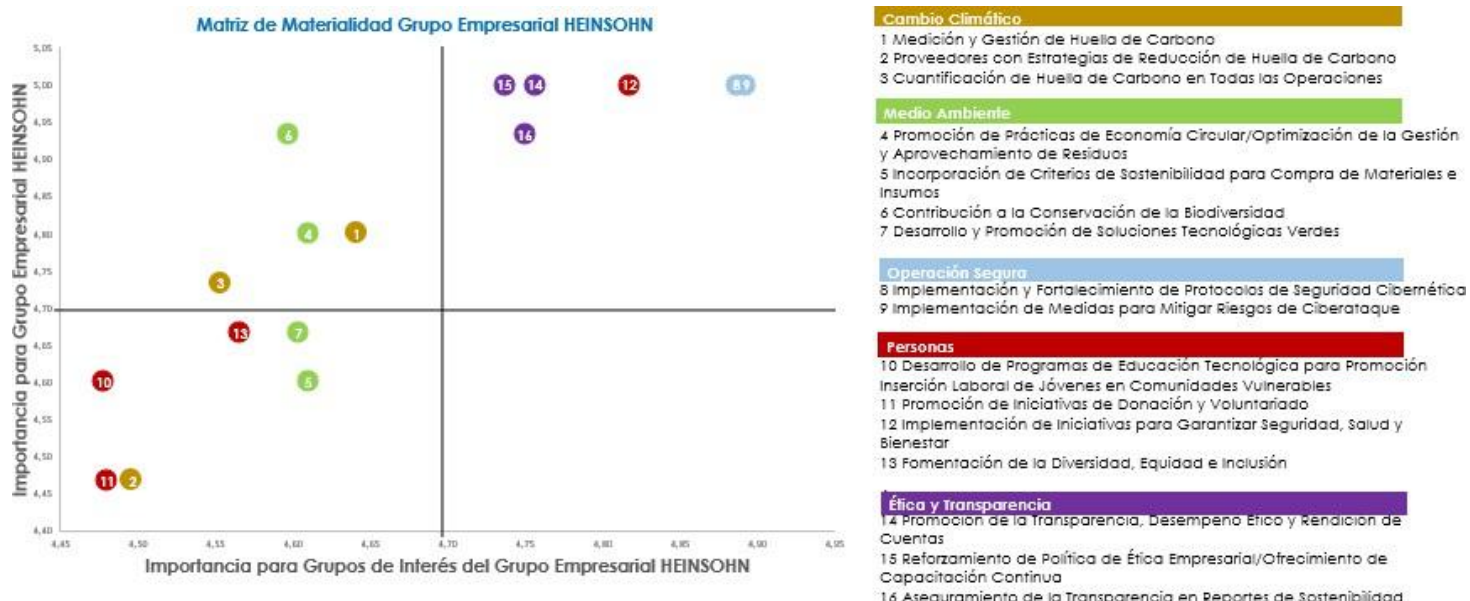 Matriz de Materialidad Grupo Empresarial HEINSOHN
Importancia para Grupo Empresarial HEINSOHN
5,05
5,00
4,95
4,90
4,85
4,80
4,75
4,70
4,65
4,60
4,55
4,50
4,45
4,40
15
14
12
8
9
16
6
4
1
3
13
7
10
5
11
2
4,45
4,50
4,55
4,60
4,65
4,70
4,75
4,80
4,85
4,90
4,95
Importancia para Grupos de Interés del Grupo Empresarial HEINSOHN
Cambio Climático
1 Medición y Gestión de Huella de Carbono
2 Proveedores con Estrategias de Reducción de Huella de Carbono
3 Cuantificación de Huella de Carbono en Todas las Operaciones
Medio Ambiente
4 Promoción de Prácticas de Economía Circular/Optimización de la Gestión
y Aprovechamiento de Residuos
5 Incorporación de Criterios de Sostenibilidad para Compra de Materiales e
Insumos
6 Contribución a la Conservación de la Biodiversidad
7 Desarrollo y Promoción de Soluciones Tecnológicas Verdes
Operación Segura
8 Implementación y Fortalecimiento de Protocolos de Seguridad Cibernética
9 Implementación de Medidas para Mitigar Riesgos de Ciberataque
Personas
10 Desarrollo de Programas de Educación Tecnológica para Promoción
Inserción Laboral de Jóvenes en Comunidades Vulnerables
11 Promoción de Iniciativas de Donación y Voluntariado
12 Implementación de Iniciativas para Garantizar Seguridad, Salud y
Bienestar
13 Fomentación de la Diversidad, Equidad e Inclusión
Ética y Transparencia
14 Promoción de la Transparencia, Desempeño Ético y Rendición de
Cuentas
15 Reforzamiento de Política de Ética Empresarial/Ofrecimiento de
Capacitación Continua
16 Aseguramiento de la Transparencia en Reportes de Sostenibilidad